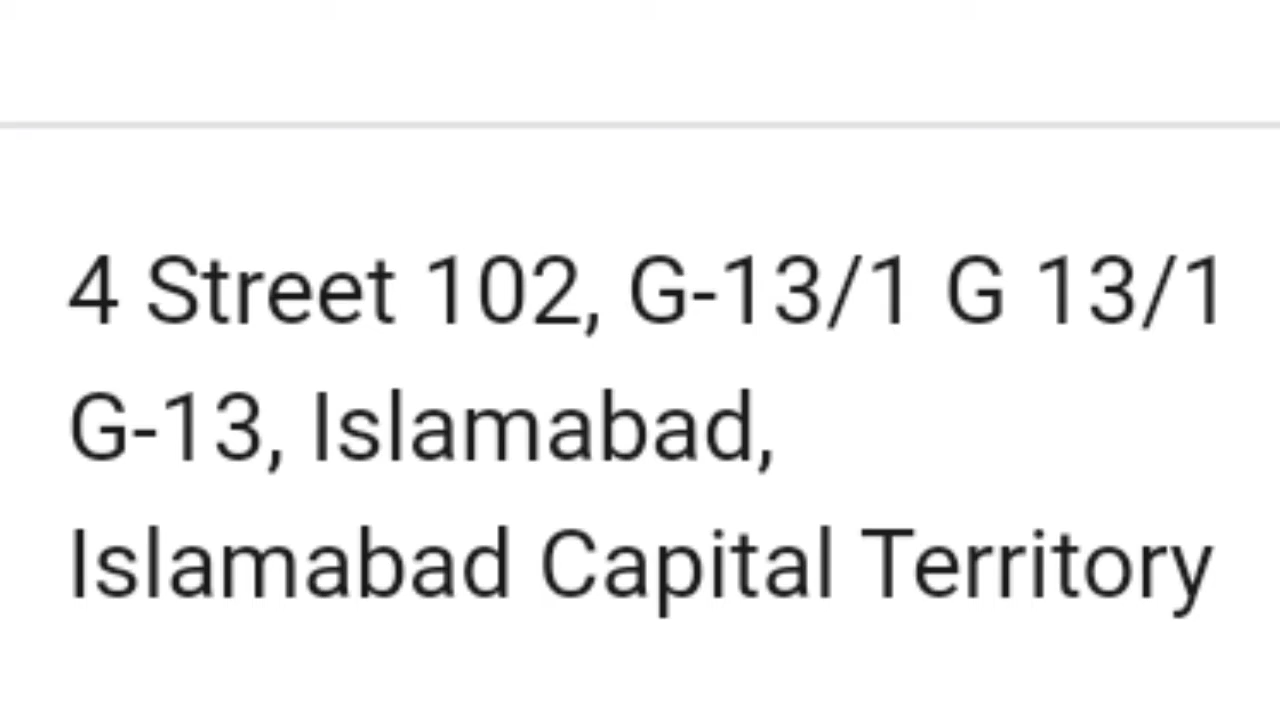 4 Street 102, G-13/1 G 13/1
G-13, Islamabad,
Islamabad Capital Territory